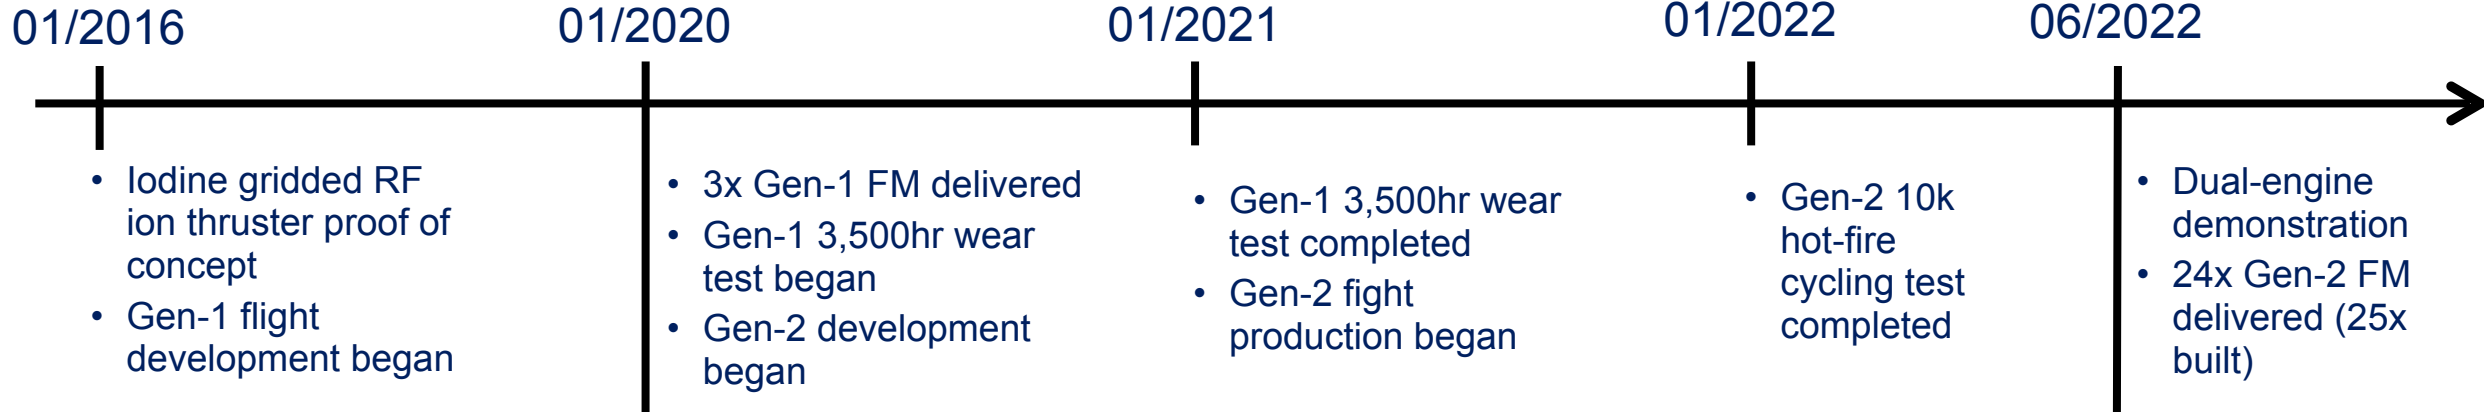 01/2016
01/2020
01/2021
01/2022
06/2022
• Iodine gridded RF
ion thruster proof of
concept
• Gen-1 flight
development began
• 3x Gen-1 FM delivered
• Gen-1 3,500hr wear
test began
• Gen-2 development
began
• Gen-1 3,500hr wear
test completed
• Gen-2 fight
production began
• Gen-2 10k
hot-fire
cycling test
completed
• Dual-engine
demonstration
• 24x Gen-2 FM
delivered (25x
built)